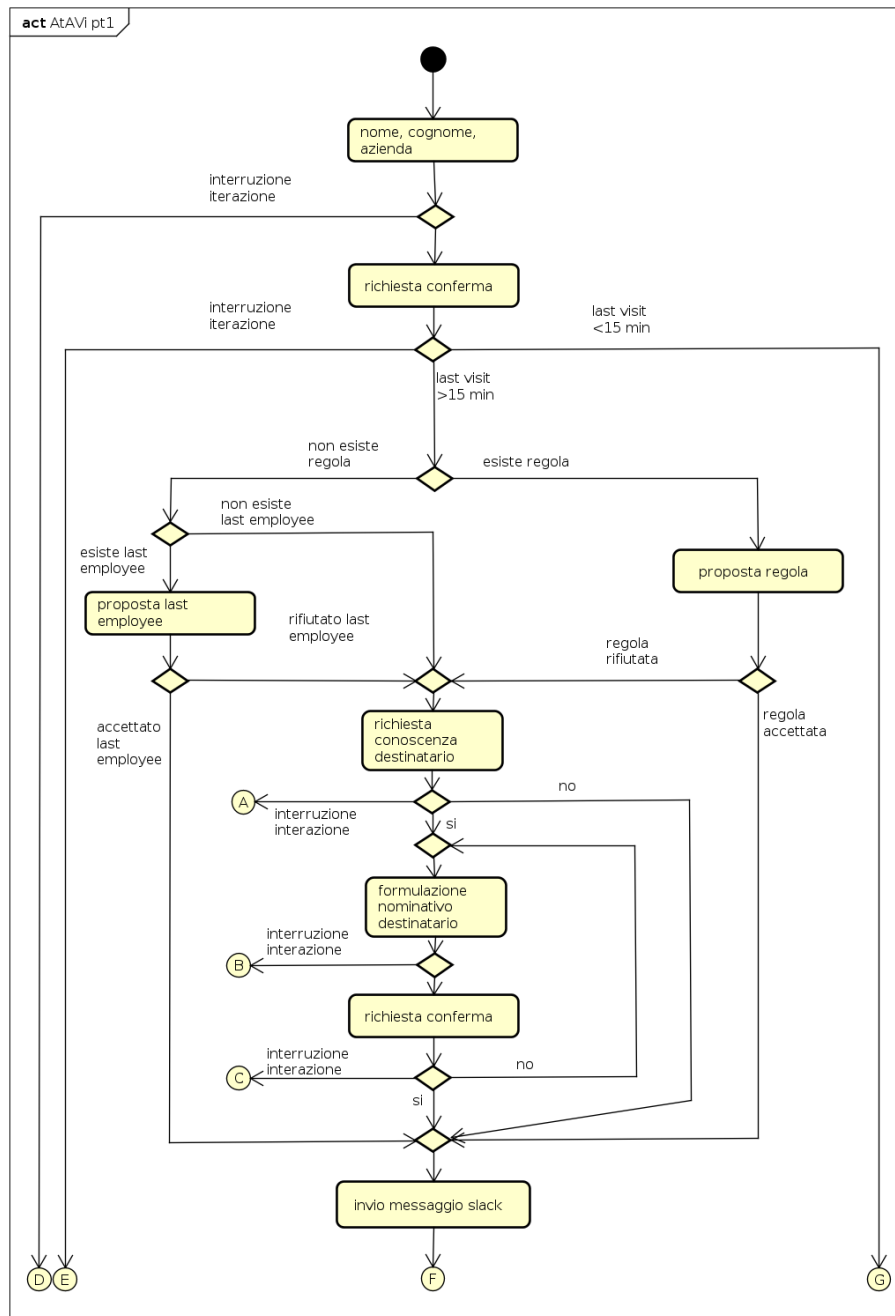 act AtAVi pt1
nome, cognome,
azienda
interruzione
iterazione
richiesta conferma
interruzione
iterazione
last visit
<15 min
last visit
>15 min
non esiste
regola
esiste regola
non esiste
last employee
esiste last
employee
proposta regola
proposta last
employee
rifiutato last
employee
regola
rifiutata
accettato
last
employee
richiesta
conoscenza
destinatario
regola
accettata
A
no
interruzione
interazione
si
formulazione
nominativo
destinatario
interruzione
interazione
B
richiesta conferma
interruzione
interazione
no
C
si
invio messaggio slack
D
E
F
G